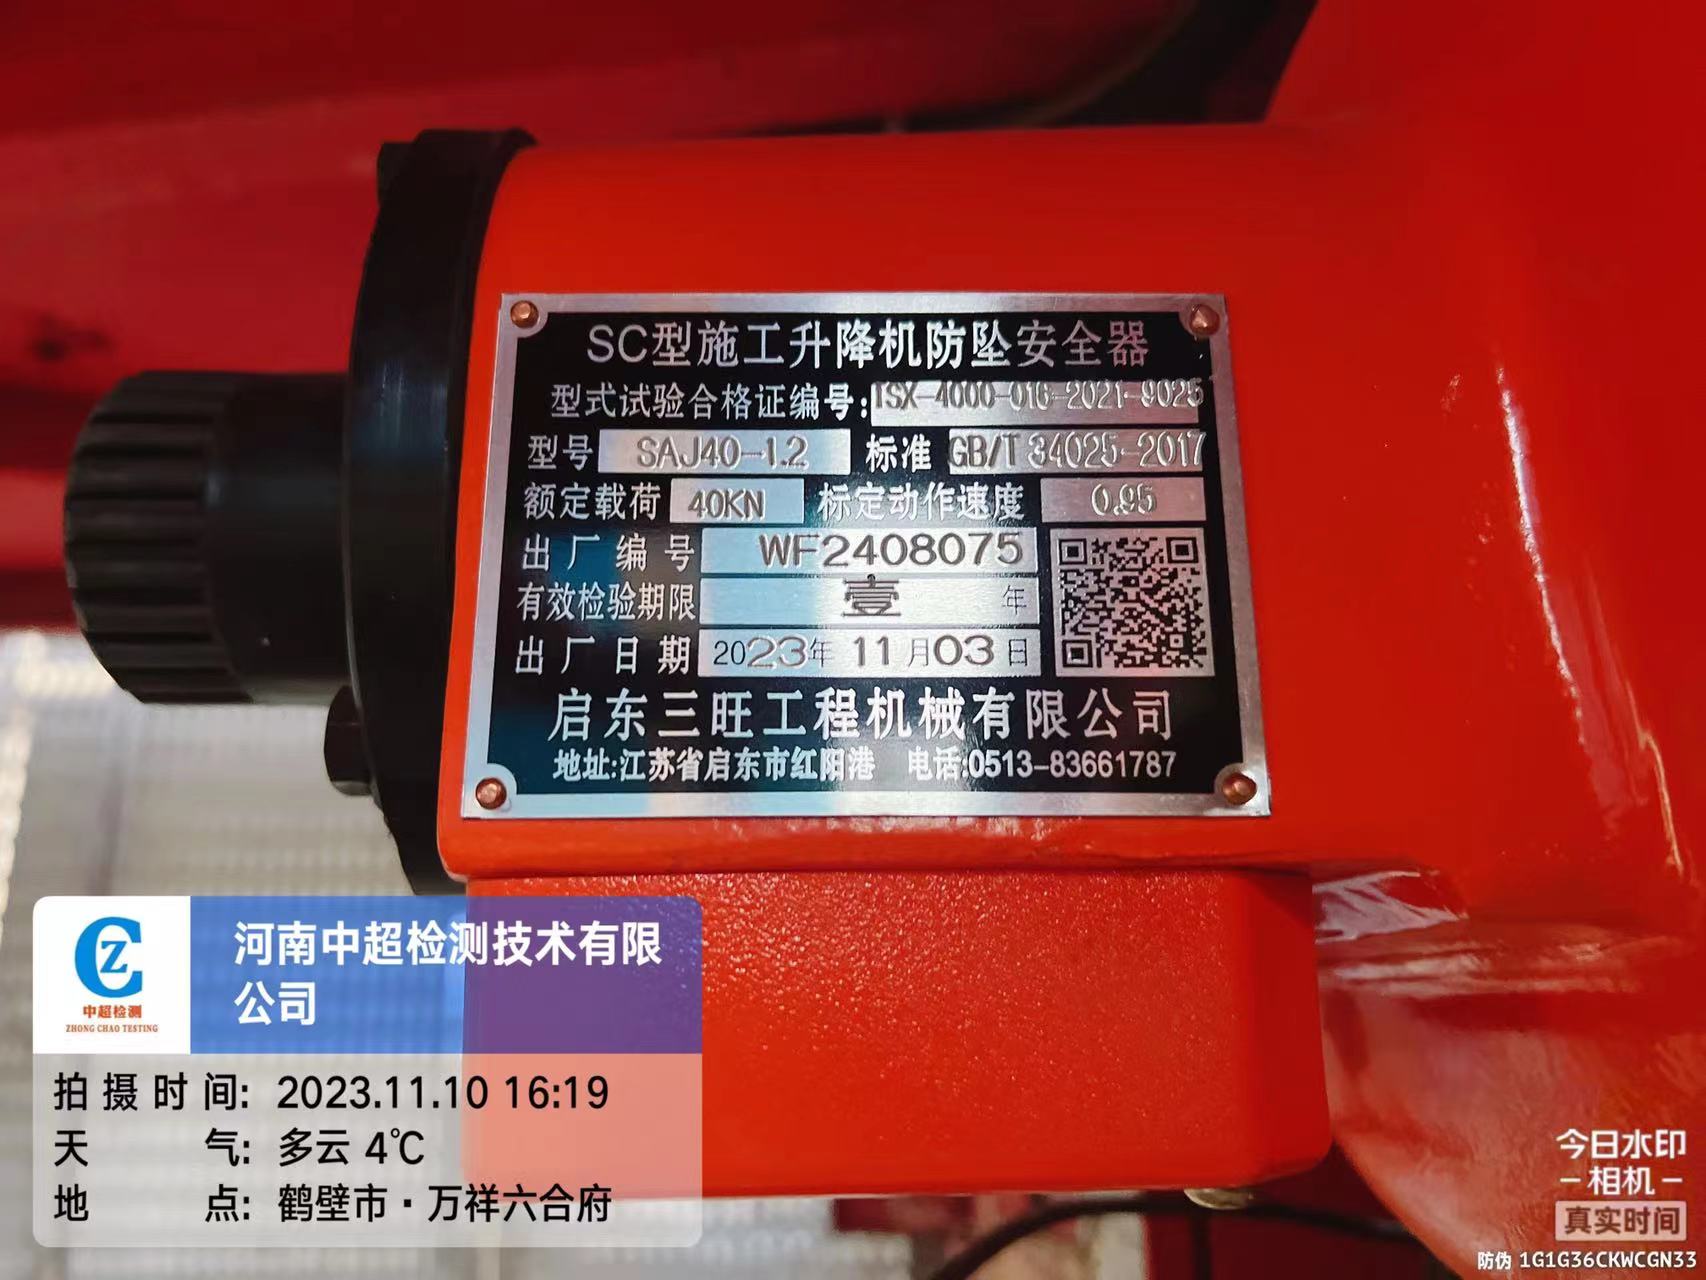 SC型施工升降机防坠安全器
型式试验合格证编号:TSX-4000-016-2021-9025
型号 SAJ40-1.2 标准 GB/T 34025-2017
额定载荷 40KN 标定动作速度 0.95
出厂编号 WF2408075
有效检验期限 壹 年
出厂日期 2023年11月03日
启东三旺工程机械有限公司
地址:江苏省启东市红阳港 电话:0513-83661787
河南中超检测技术有限
公司
CZ
中超检测
ZHONG CHAO TESTING
拍摄时间: 2023.11.10 16:19
天气: 多云 4℃
地点: 鹤壁市·万祥六合府
今日水印
-相机-
真实时间
防伪 1G1G36CKWCGN33